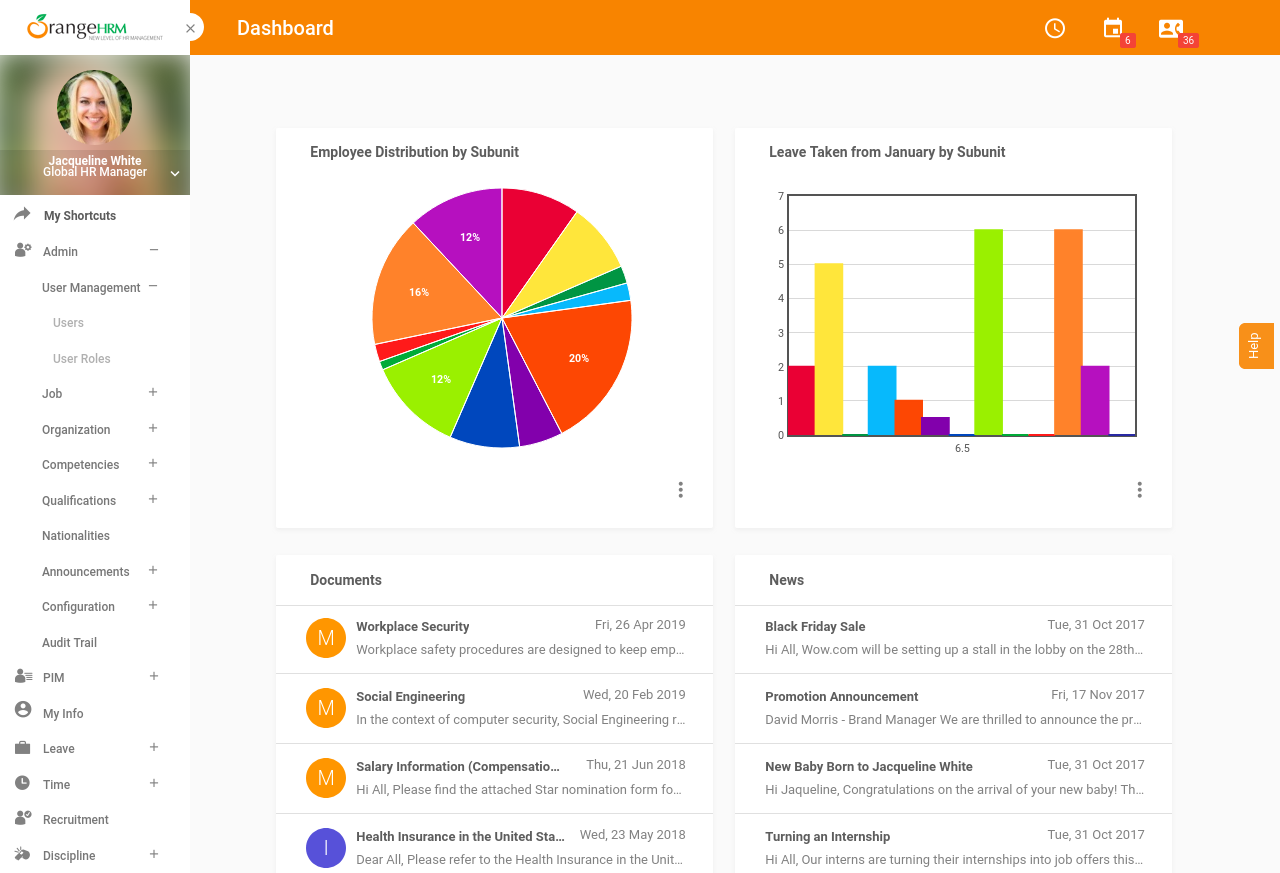 OrangeHRM
NEW LEVEL OF HR MANAGEMENT
Dashboard
6
36
Jacqueline White
Global HR Manager
My Shortcuts
Admin
User Management
Users
User Roles
Job
Organization
Competencies
Qualifications
Nationalities
Announcements
Configuration
Audit Trail
PIM
My Info
Leave
Time
Recruitment
Discipline
Employee Distribution by Subunit
12%
16%
20%
12%
Leave Taken from January by Subunit
7
6
5
4
3
2
1
0
6.5
Help
Documents
M
Workplace Security
Fri, 26 Apr 2019
Workplace safety procedures are designed to keep emp...
M
Social Engineering
Wed, 20 Feb 2019
In the context of computer security, Social Engineering r...
M
Salary Information (Compensatio...
Thu, 21 Jun 2018
Hi All, Please find the attached Star nomination form fo...
I
Health Insurance in the United Sta...
Wed, 23 May 2018
Dear All, Please refer to the Health Insurance in the Unit...
News
Black Friday Sale
Tue, 31 Oct 2017
Hi All, Wow.com will be setting up a stall in the lobby on the 28th...
Promotion Announcement
Fri, 17 Nov 2017
David Morris - Brand Manager We are thrilled to announce the pr...
New Baby Born to Jacqueline White
Tue, 31 Oct 2017
Hi Jaqueline, Congratulations on the arrival of your new baby! Th...
Turning an Internship
Tue, 31 Oct 2017
Hi All, Our interns are turning their internships into job offers this...